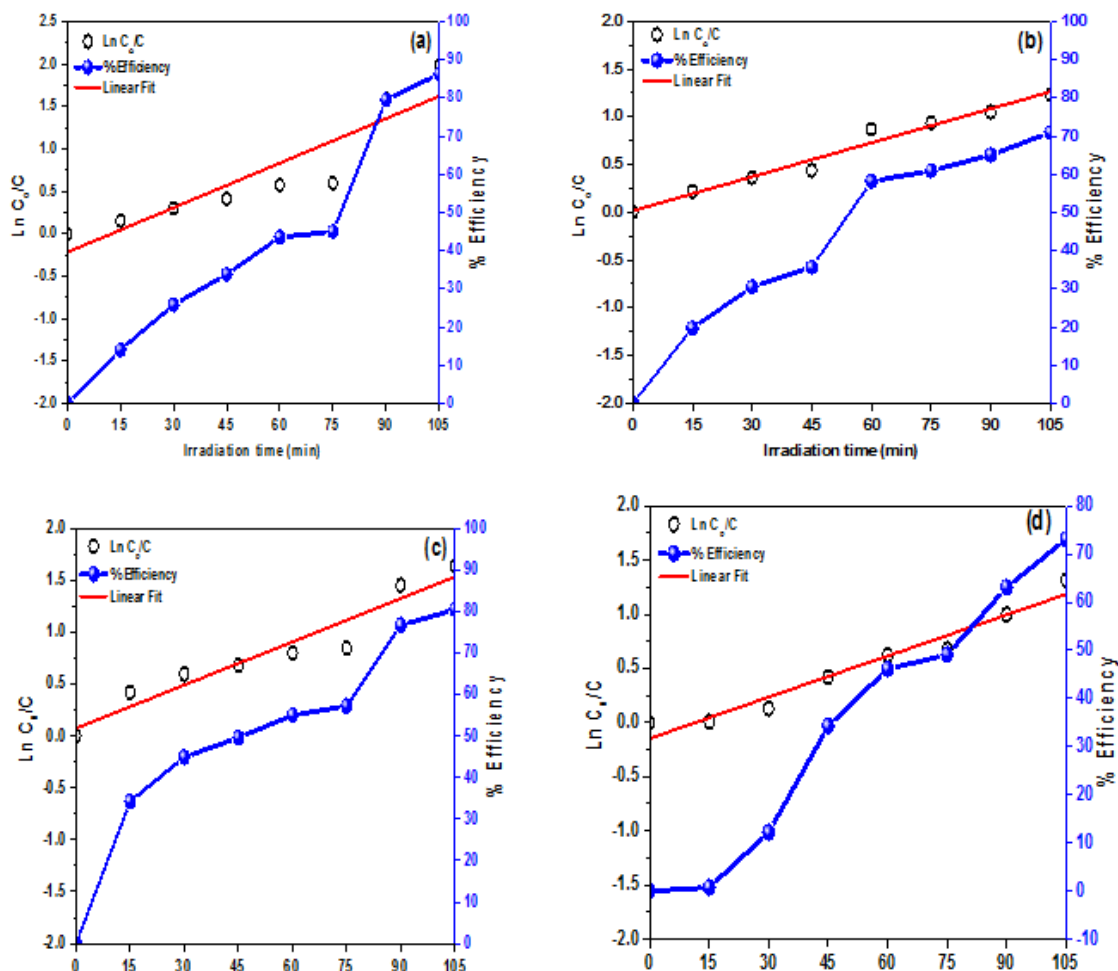 (a)
Ln C₀/C
% Efficiency
Linear Fit
2.5
2.0
1.5
1.0
0.5
0.0
-0.5
-1.0
-1.5
-2.0
Ln C₀/C
100
90
80
70
60
50
40
30
20
10
0
% Efficiency
0 15 30 45 60 75 90 105
Irradiation time (min)
(b)
Ln C₀/C
% Efficiency
Linear Fit
2.0
1.5
1.0
0.5
0.0
-0.5
-1.0
-1.5
-2.0
Ln C₀/C
100
90
80
70
60
50
40
30
20
10
0
% Efficiency
0 15 30 45 60 75 90 105
Irradiation time (min)
(c)
Ln C₀/C
% Efficiency
Linear Fit
2.0
1.5
1.0
0.5
0.0
-0.5
-1.0
-1.5
-2.0
Ln C₀/C
100
90
80
70
60
50
40
30
20
10
0
% Efficiency
0 15 30 45 60 75 90 105
(d)
Ln C₀/C
% Efficiency
Linear Fit
2.0
1.5
1.0
0.5
0.0
-0.5
-1.0
-1.5
-2.0
Ln C₀/C
80
70
60
50
40
30
20
10
0
-10
% Efficiency
0 15 30 45 60 75 90 105